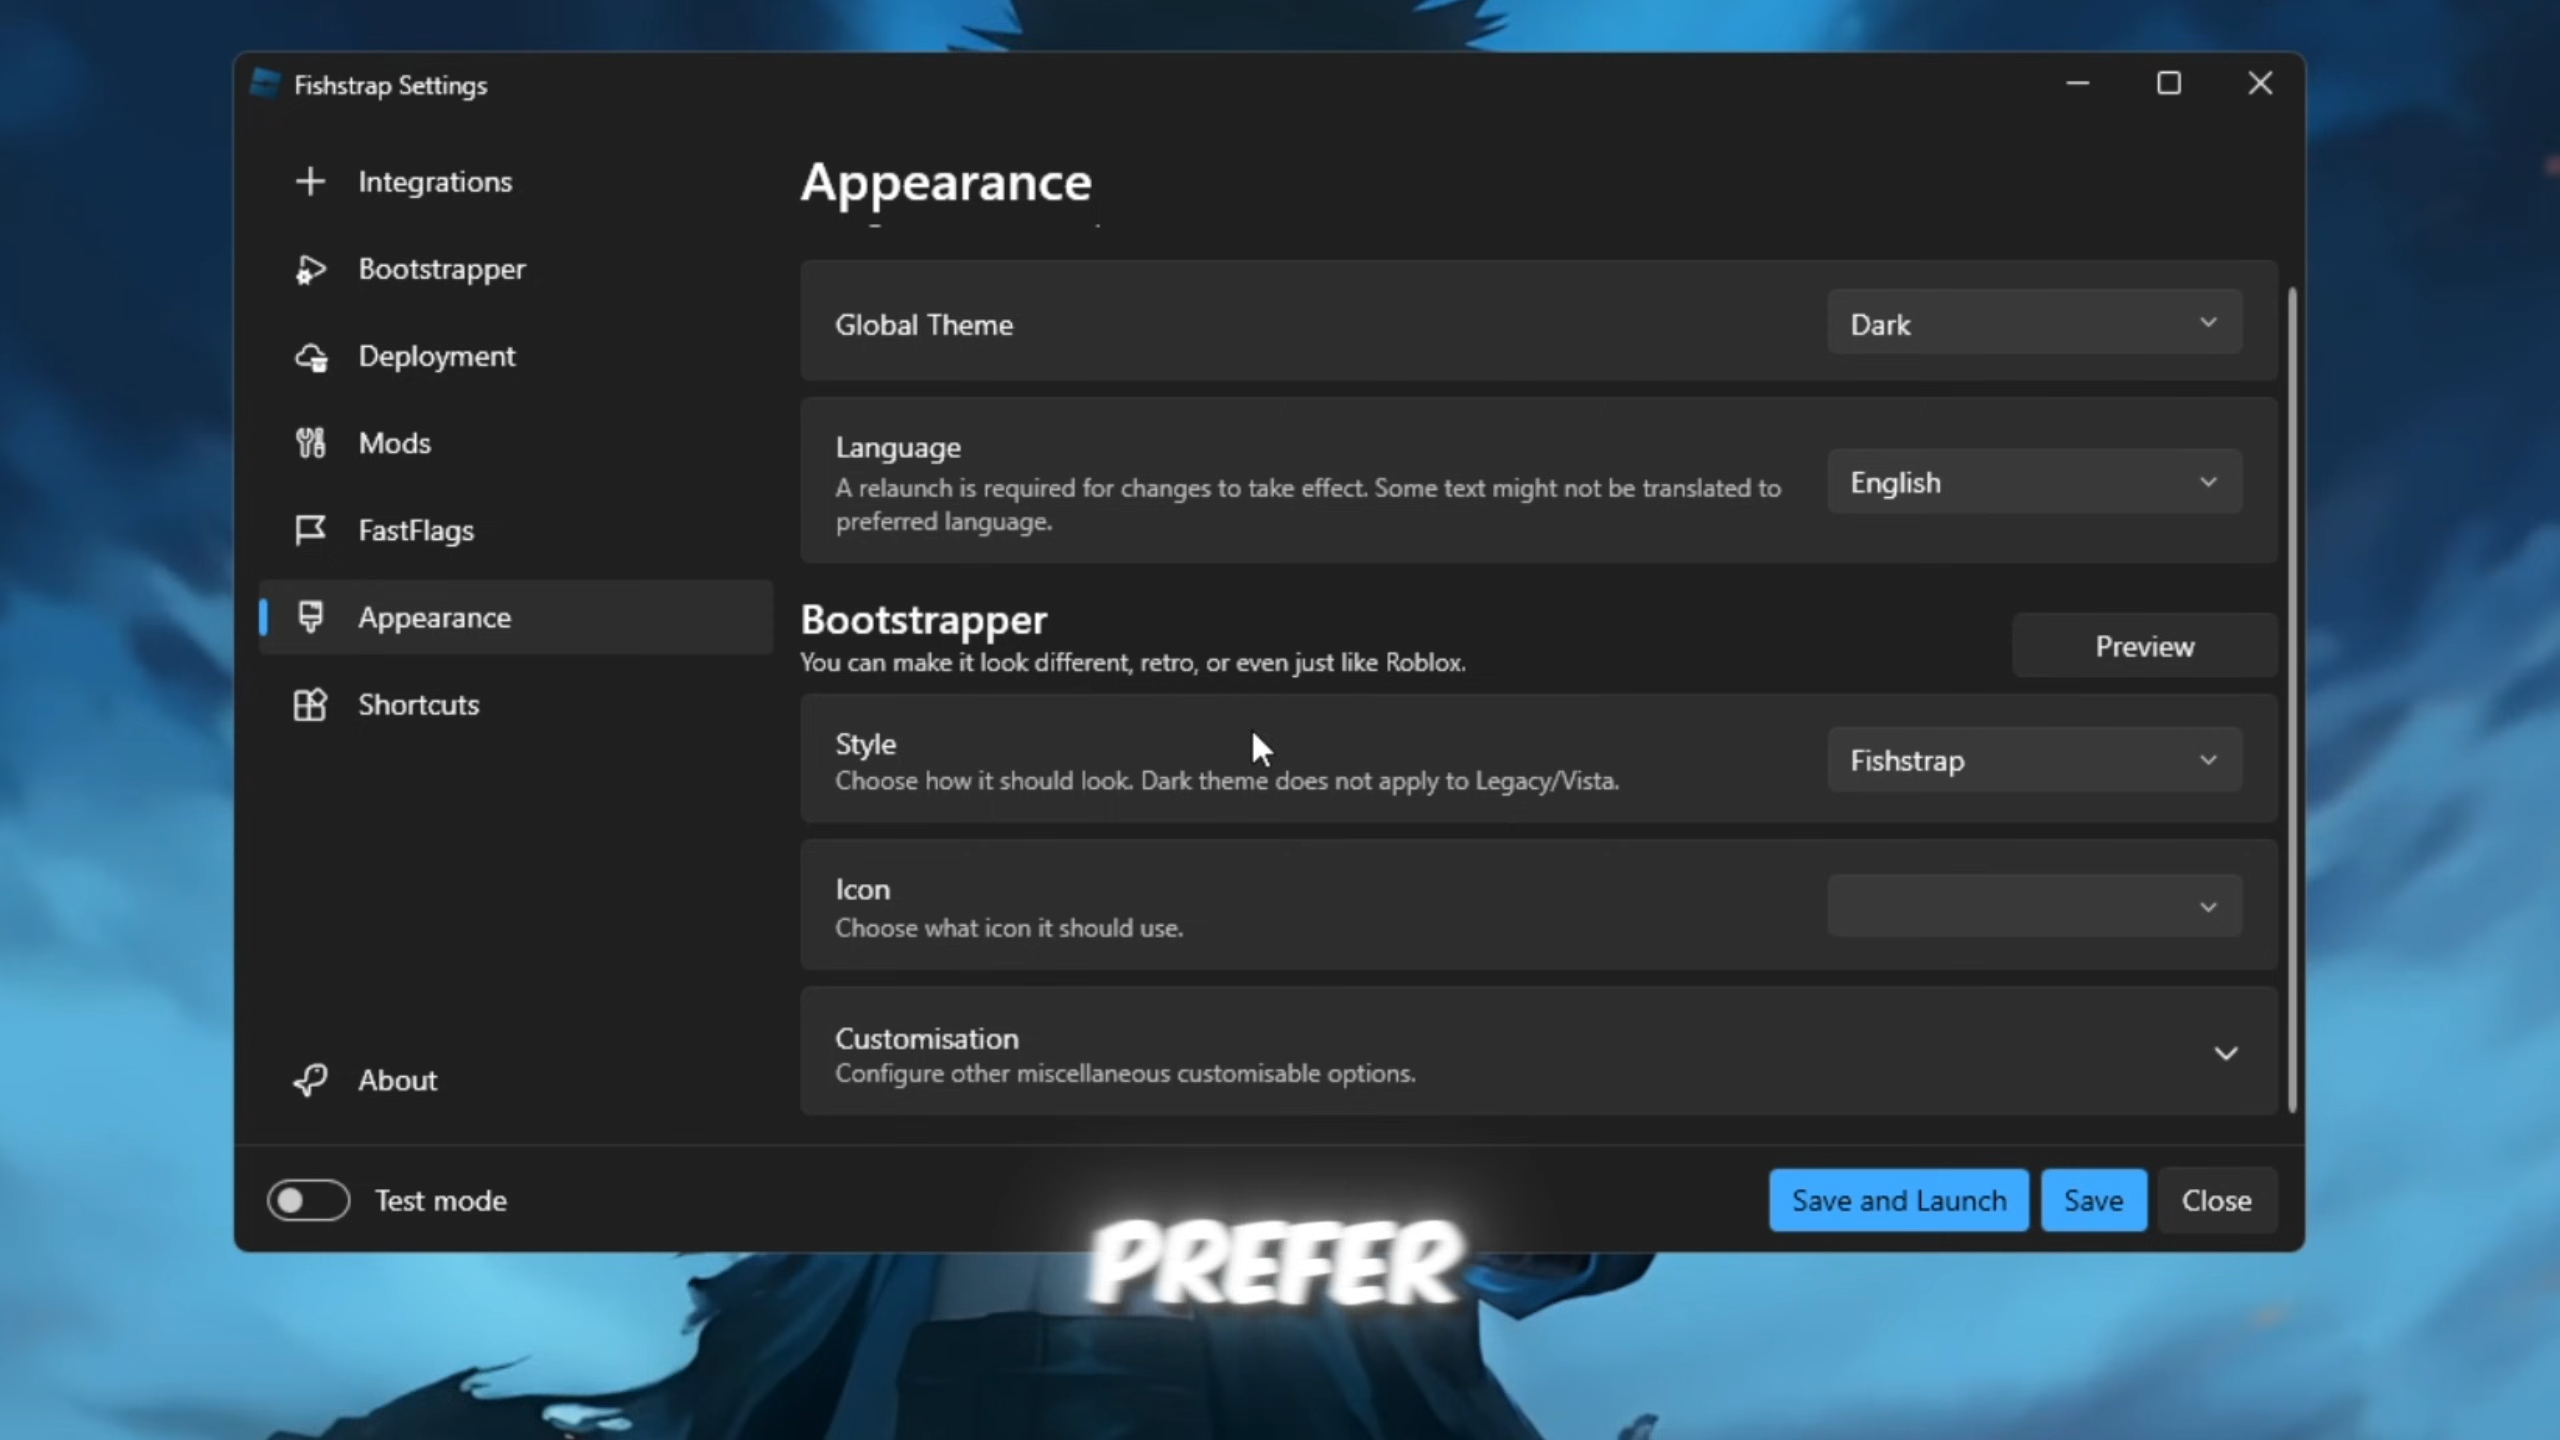 Fishstrap Settings
Integrations
Bootstrapper
Deployment
Mods
FastFlags
Appearance
Shortcuts
About
Appearance
Global Theme
Dark
Language
A relaunch is required for changes to take effect. Some text might not be translated to
preferred language.
English
Bootstrapper
You can make it look different, retro, or even just like Roblox.
Preview
Style
Choose how it should look. Dark theme does not apply to Legacy/Vista.
Fishstrap
Icon
Choose what icon it should use.
Customisation
Configure other miscellaneous customisable options.
Test mode
Save and Launch
Save
Close
PREFER